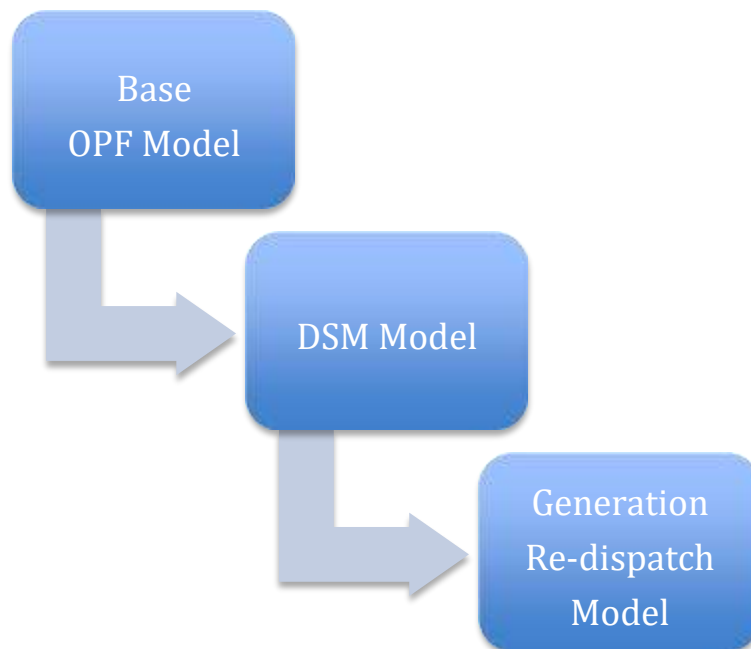 Base
OPF Model
DSM Model
Generation
Re-dispatch
Model